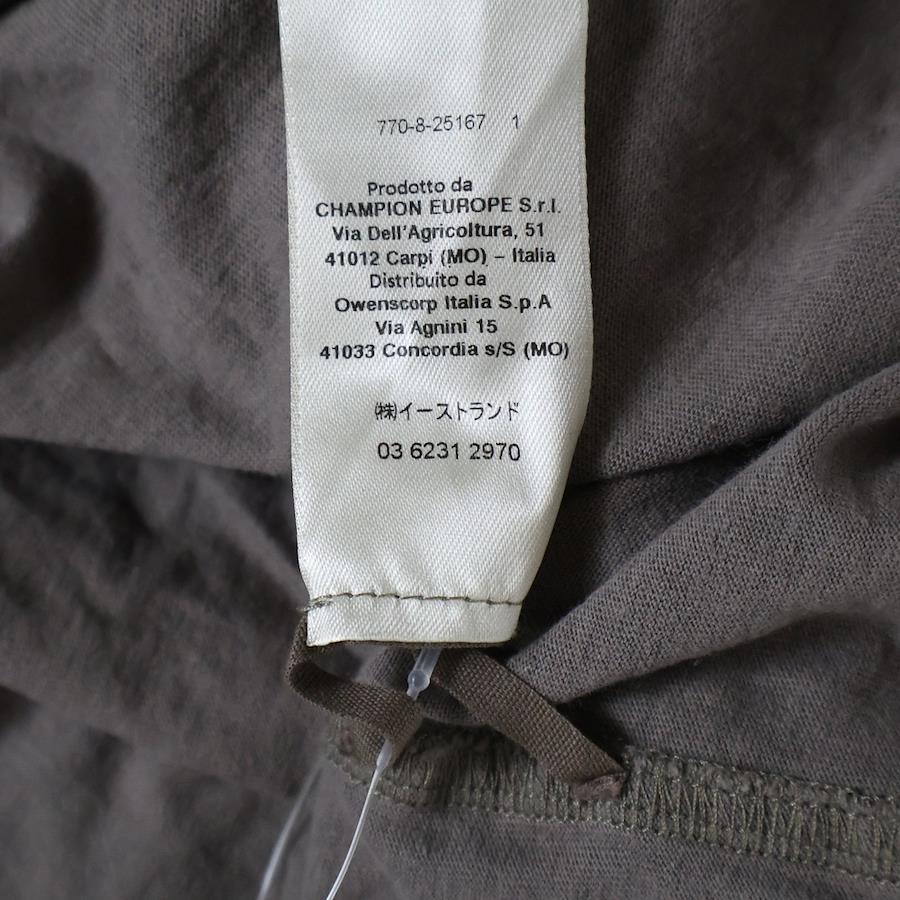 770-8-25167 1
Prodotto da
CHAMPION EUROPE S.r.l.
Via Dell'Agricoltura, 51
41012 Carpi (MO) – Italia
Distribuito da
Owenscorp Italia S.p.A
Via Agnini 15
41033 Concordia s/S (MO)
㈱イーストランド
03 6231 2970